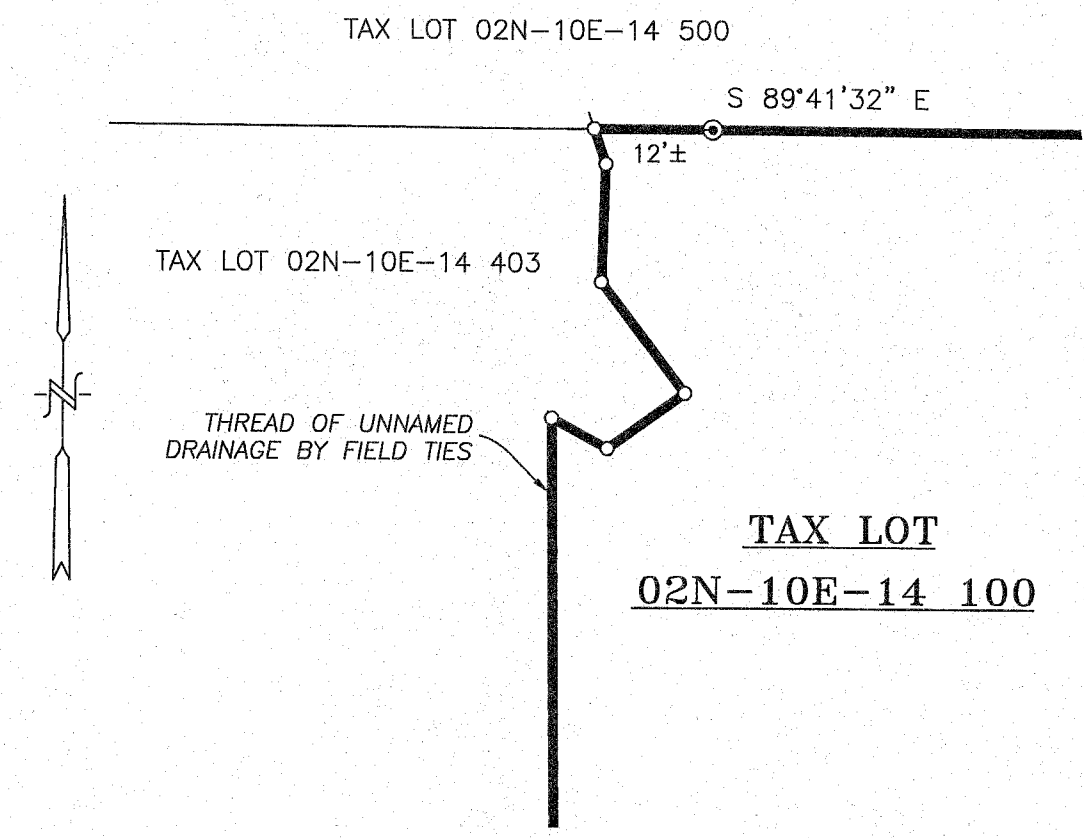 TAX LOT 02N-10E-14 500
S 89°41'32" E
12'±
TAX LOT 02N-10E-14 403
THREAD OF UNNAMED
DRAINAGE BY FIELD TIES
TAX LOT
02N-10E-14 100
N